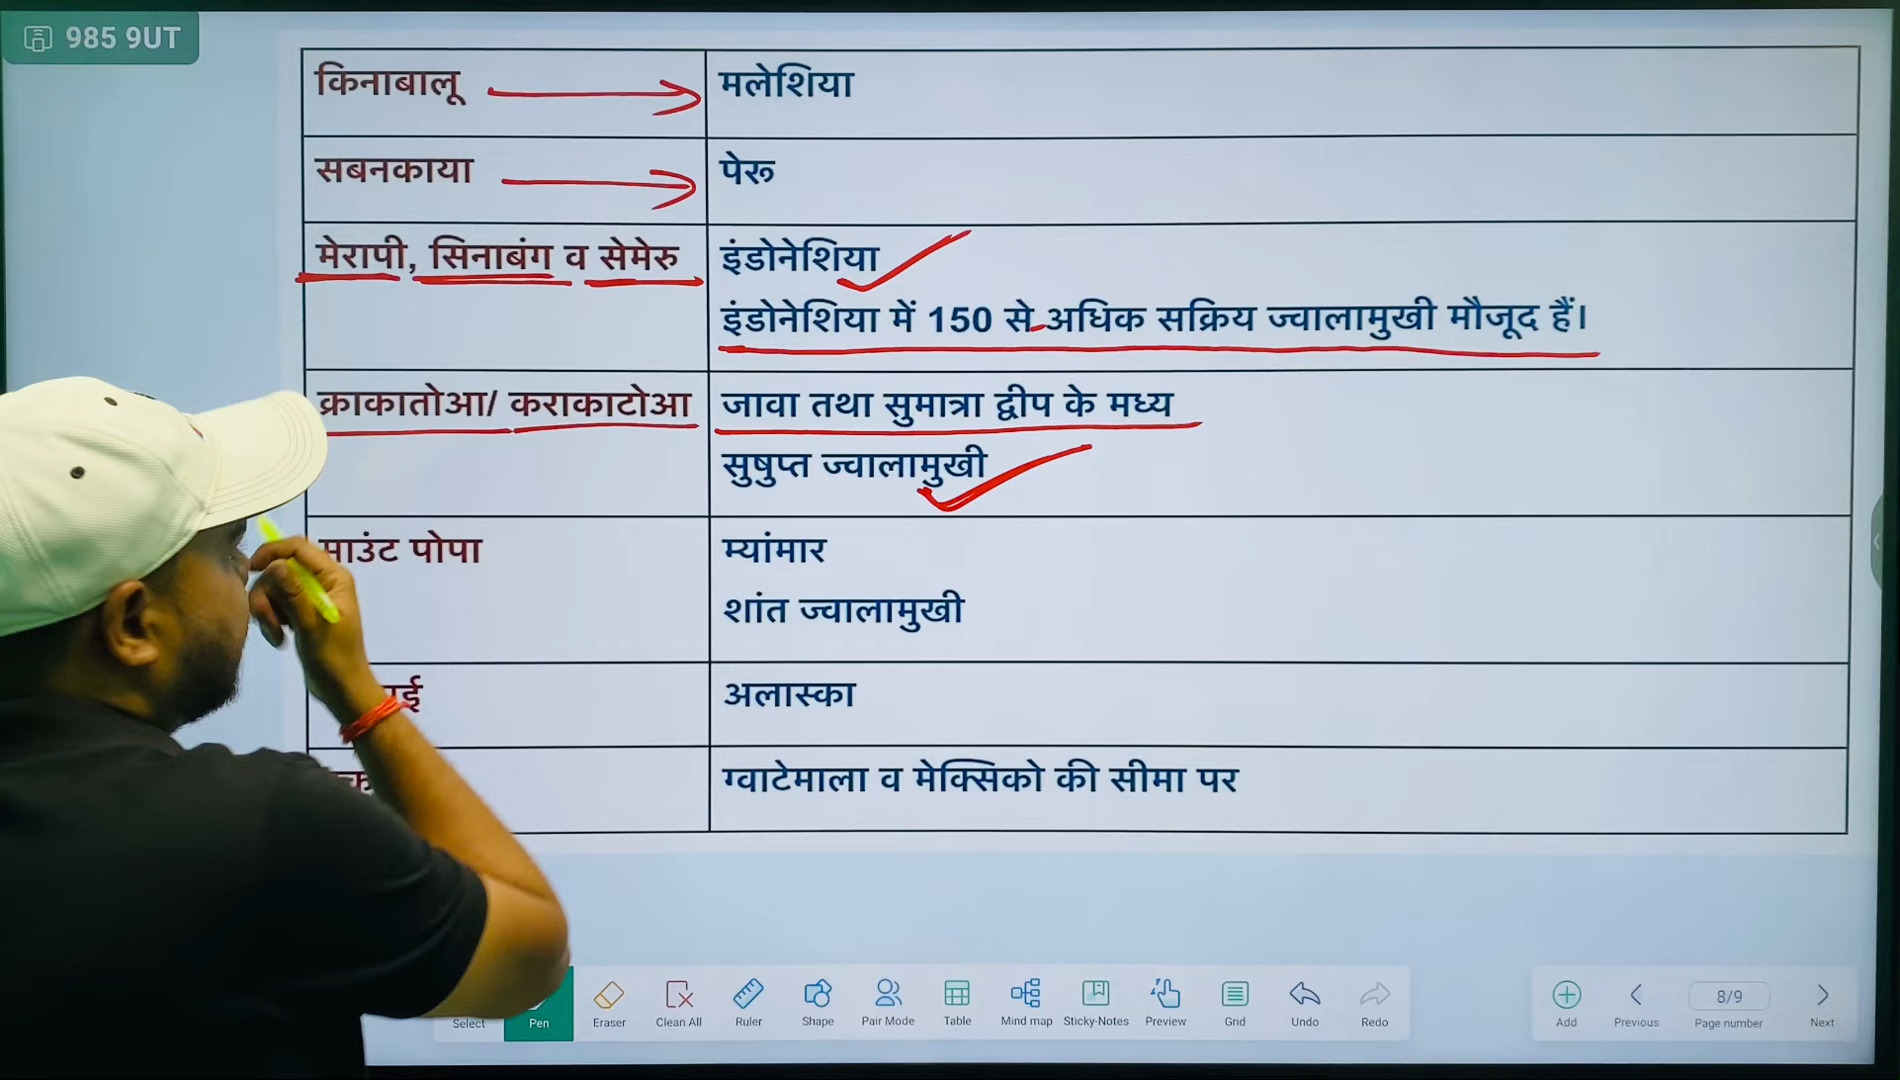 985 9UT
किनाबालू मलेशिया
सबनकाया पेरू
मेरापी, सिनाबंग व सेमेरु इंडोनेशिया
इंडोनेशिया में 150 से अधिक सक्रिय ज्वालामुखी मौजूद हैं।
क्राकातोआ/ कराकाटोआ जावा तथा सुमात्रा द्वीप के मध्य
सुषुप्त ज्वालामुखी
माउंट पोपा म्यांमार
शांत ज्वालामुखी
अलास्का
ग्वाटेमाला व मेक्सिको की सीमा पर
Select Pen Eraser Clean All Ruler Shape Pair Mode Table Mind map Sticky-Notes Preview Grid Undo Redo Add Previous 8/9 Page number Next